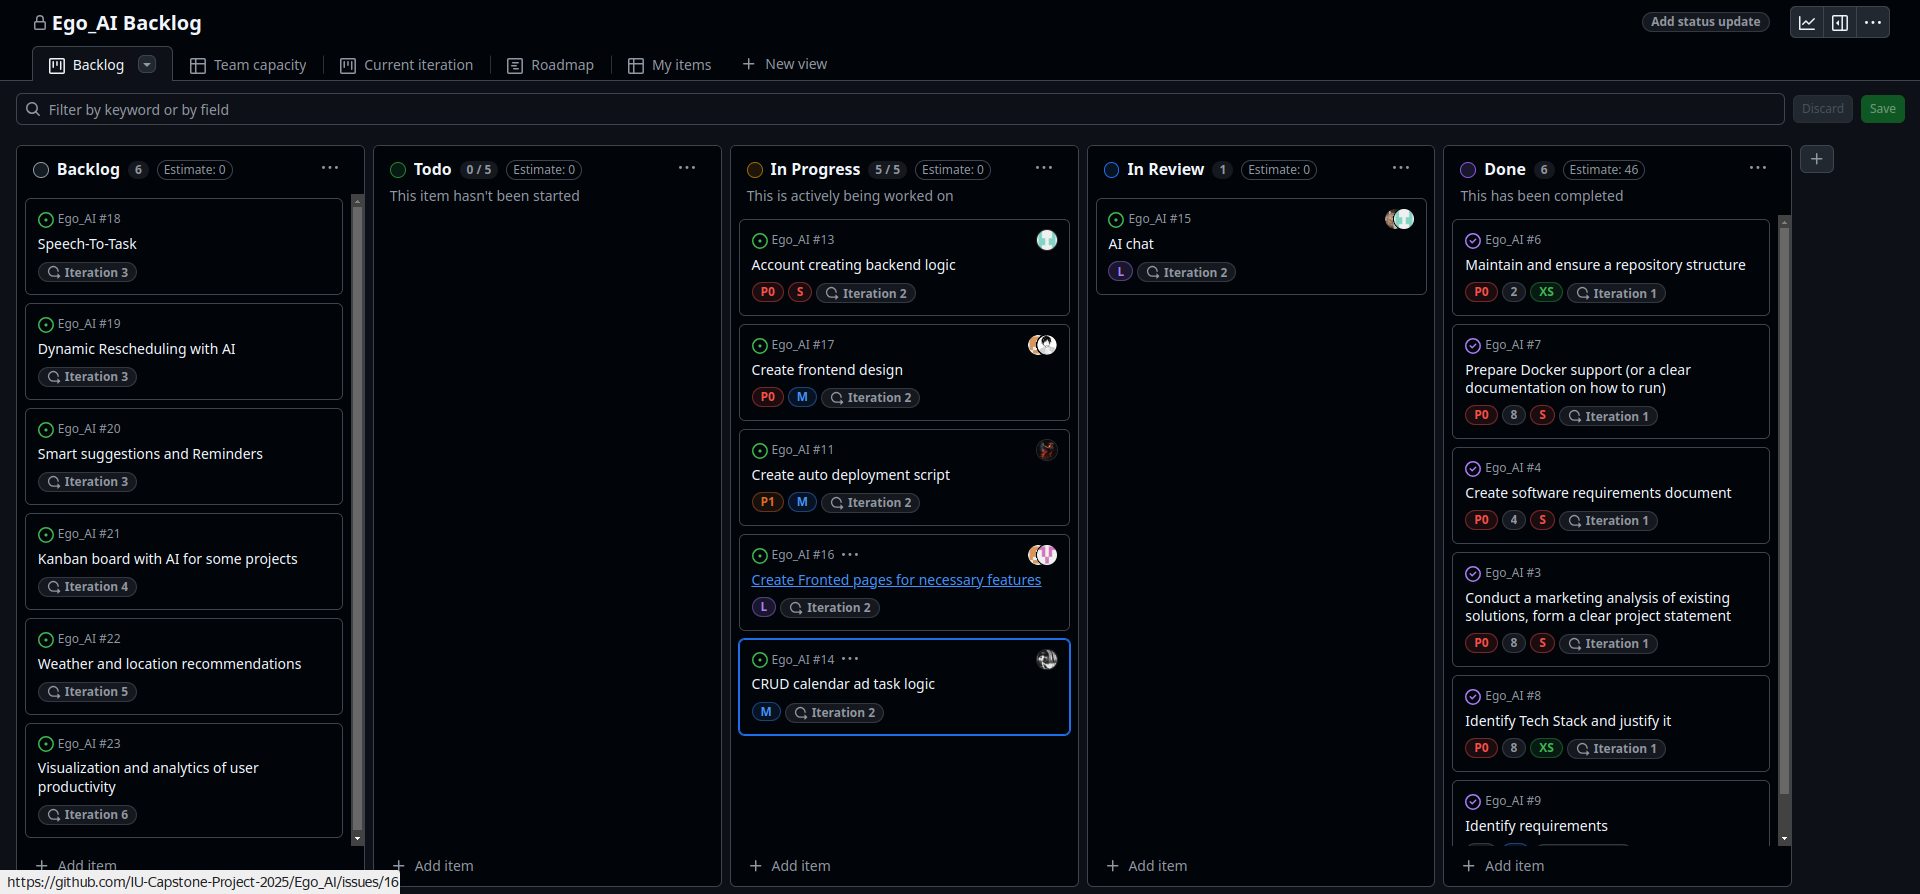 Ego_AI Backlog
Add status update
Backlog
Team capacity
Current iteration
Roadmap
My items
New view
Filter by keyword or by field
Discard
Save
Backlog 6 Estimate: 0
Ego_AI #18
Speech-To-Task
Iteration 3
Ego_AI #19
Dynamic Rescheduling with AI
Iteration 3
Ego_AI #20
Smart suggestions and Reminders
Iteration 3
Ego_AI #21
Kanban board with AI for some projects
Iteration 4
Ego_AI #22
Weather and location recommendations
Iteration 5
Ego_AI #23
Visualization and analytics of user
productivity
Iteration 6
Add item
Todo 0 / 5 Estimate: 0
This item hasn't been started
Add item
In Progress 5 / 5 Estimate: 0
This is actively being worked on
Ego_AI #13
Account creating backend logic
P0 S Iteration 2
Ego_AI #17
Create frontend design
P0 M Iteration 2
Ego_AI #11
Create auto deployment script
P1 M Iteration 2
Ego_AI #16
Create Fronted pages for necessary features
L Iteration 2
Ego_AI #14
CRUD calendar ad task logic
M Iteration 2
Add item
In Review 1 Estimate: 0
Ego_AI #15
AI chat
L Iteration 2
Add item
Done 6 Estimate: 46
This has been completed
Ego_AI #6
Maintain and ensure a repository structure
P0 2 XS Iteration 1
Ego_AI #7
Prepare Docker support (or a clear
documentation on how to run)
P0 8 S Iteration 1
Ego_AI #4
Create software requirements document
P0 4 S Iteration 1
Ego_AI #3
Conduct a marketing analysis of existing
solutions, form a clear project statement
P0 8 S Iteration 1
Ego_AI #8
Identify Tech Stack and justify it
P0 8 XS Iteration 1
Ego_AI #9
Identify requirements
Add item
https://github.com/IU-Capstone-Project-2025/Ego_AI/issues/16